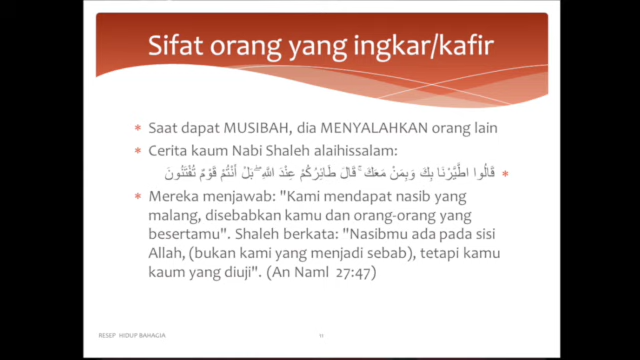 Sifat orang yang ingkar/kafir
* Saat dapat MUSIBAH, dia MENYALAHKAN orang lain
* Cerita kaum Nabi Shaleh alaihissalam:
* قَالُوا اطَّيَّرْنَا بِكَ وَبِمَنْ مَعَكَ ۚ قَالَ طَائِرُكُمْ عِنْدَ اللَّهِ ۖ بَلْ أَنْتُمْ قَوْمٌ تُفْتَنُونَ
* Mereka menjawab: "Kami mendapat nasib yang
malang, disebabkan kamu dan orang-orang yang
besertamu". Shaleh berkata: "Nasibmu ada pada sisi
Allah, (bukan kami yang menjadi sebab), tetapi kamu
kaum yang diuji". (An Naml 27:47)
RESEP HIDUP BAHAGIA